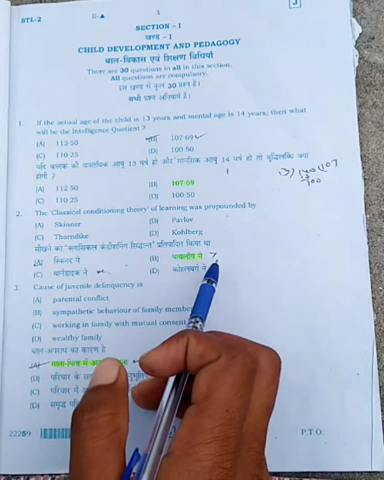 STL-2
II-▲
3
J
SECTION – I
खण्ड – I
CHILD DEVELOPMENT AND PEDAGOGY
बाल-विकास एवं शिक्षण विधियाँ
There are 30 questions in all in this section.
All questions are compulsory.
इस खण्ड में कुल 30 प्रश्न हैं।
सभी प्रश्न अनिवार्य हैं।
1. If the actual age of the child is 13 years and mental age is 14 years, then what
will be the Intelligence Quotient ?
(A) 112·50 107·69
(C) 110·25 (D) 100·50
यदि बालक की वास्तविक आयु 13 वर्ष हो और मानसिक आयु 14 वर्ष हो तो बुद्धिलब्धि क्या
होगी ?
(A) 112·50 (B) 107·69
(C) 110·25 (D) 100·50
2. The 'Classical conditioning theory' of learning was propounded by
(A) Skinner (B) Pavlov
(C) Thorndike (D) Kohlberg
सीखने का 'क्लासिकल कंडीशनिंग सिद्धान्त' प्रतिपादित किया था
(A) स्किनर ने (B) पावलॉव ने
(C) थार्नडाइक ने (D) कोहलबर्ग ने
3. Cause of juvenile delinquency is
(A) parental conflict
(B) sympathetic behaviour of family member
(C) working in family with mutual consent
(D) wealthy family
बाल-अपराध का कारण है
(A) माता-पिता में
(B) परिवार के
(C) परिवार में
(D) समृद्ध
22259
P.T.O.